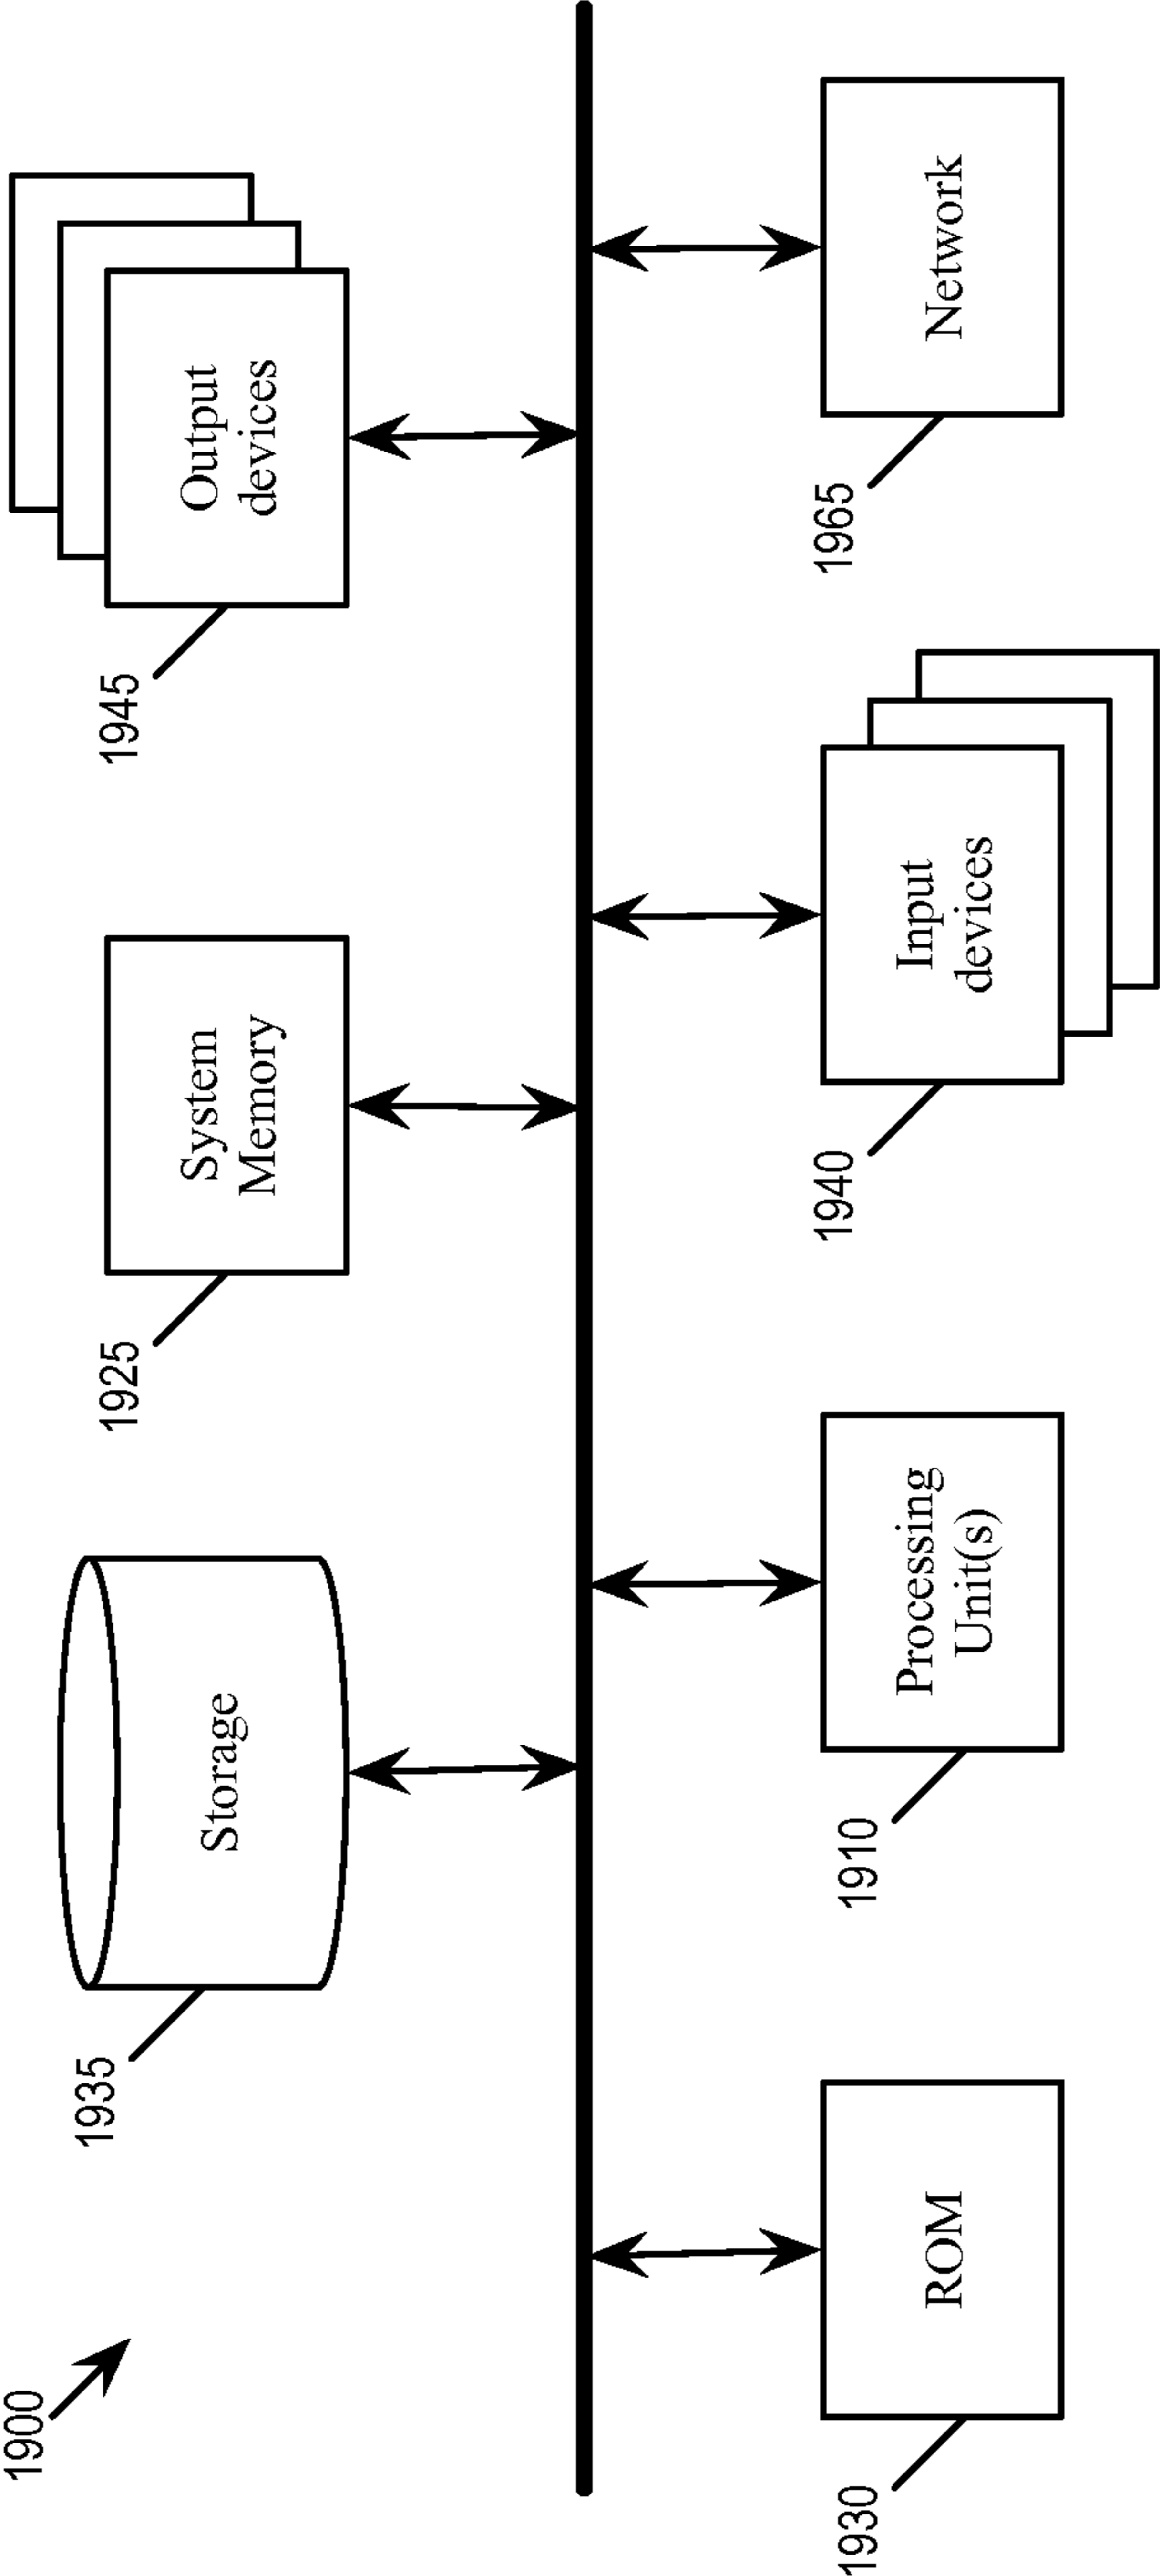 1900
1935
Storage
1925
System
Memory
1945
Output
devices
1930
ROM
1910
Processing
Unit(s)
1940
Input
devices
1965
Network